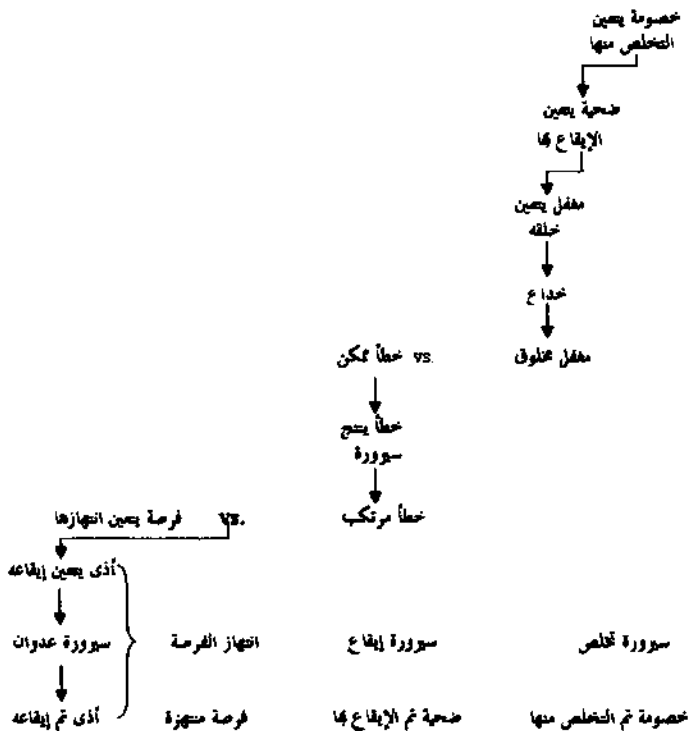 خصومة يتعين
التخلص منها
ضحية يتعين
الإيقاع بها
مغفل يتعين
خلقه
خداع
مغفل مخلوق vs. خطأ ممكن
خطأ ينتج
سيرورة
خطأ مرتكب vs. فرصة يتعين انتهازها
أذى يتعين إيقاعه
سيرورة تخلص سيرورة إيقاع انتهاز الفرصة سيرورة عدوان
خصومة تم التخلص منها ضحية تم الإيقاع بها فرصة منتهزة أذى تم إيقاعه